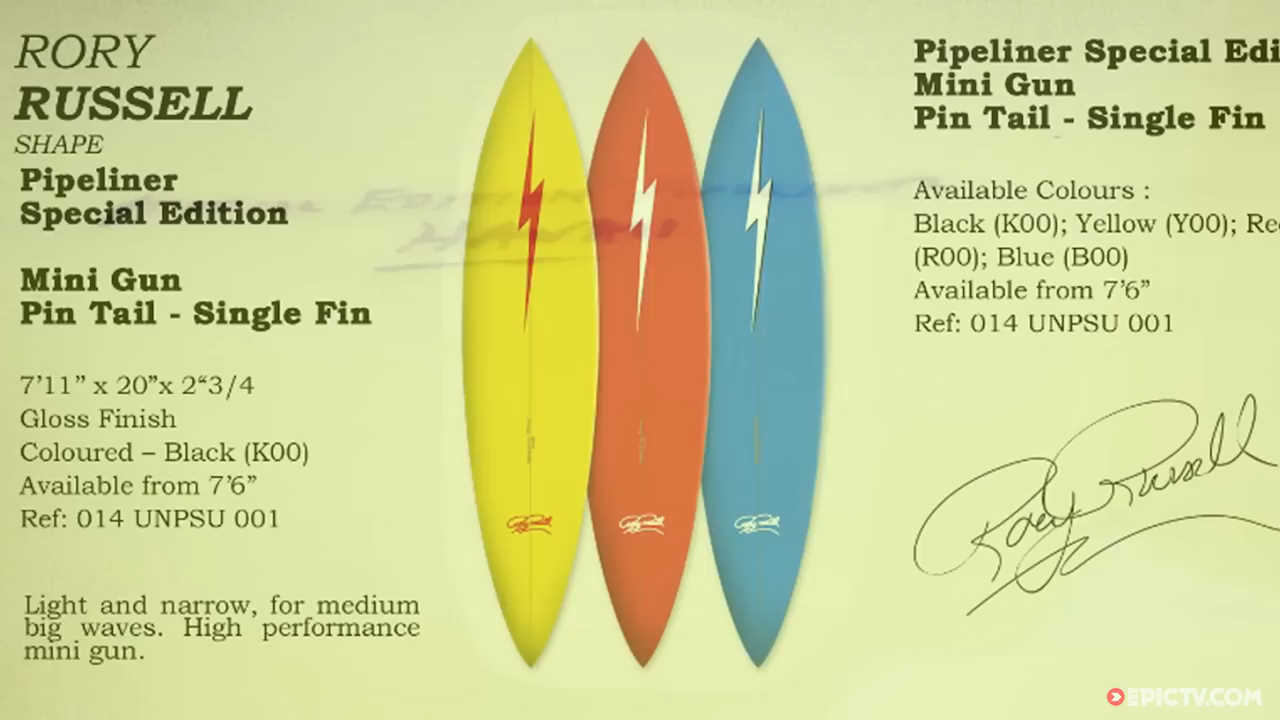 RORY
RUSSELL
SHAPE
Pipeliner
Special Edition
Mini Gun
Pin Tail - Single Fin
7’11” x 20”x 2“3/4
Gloss Finish
Coloured – Black (K00)
Available from 7’6”
Ref: 014 UNPSU 001
Light and narrow, for medium
big waves. High performance
mini gun.
Pipeliner Special Edi
Mini Gun
Pin Tail - Single Fin
Available Colours :
Black (K00); Yellow (Y00); Re
(R00); Blue (B00)
Available from 7’6”
Ref: 014 UNPSU 001
Rory Russell
EPICTV.COM